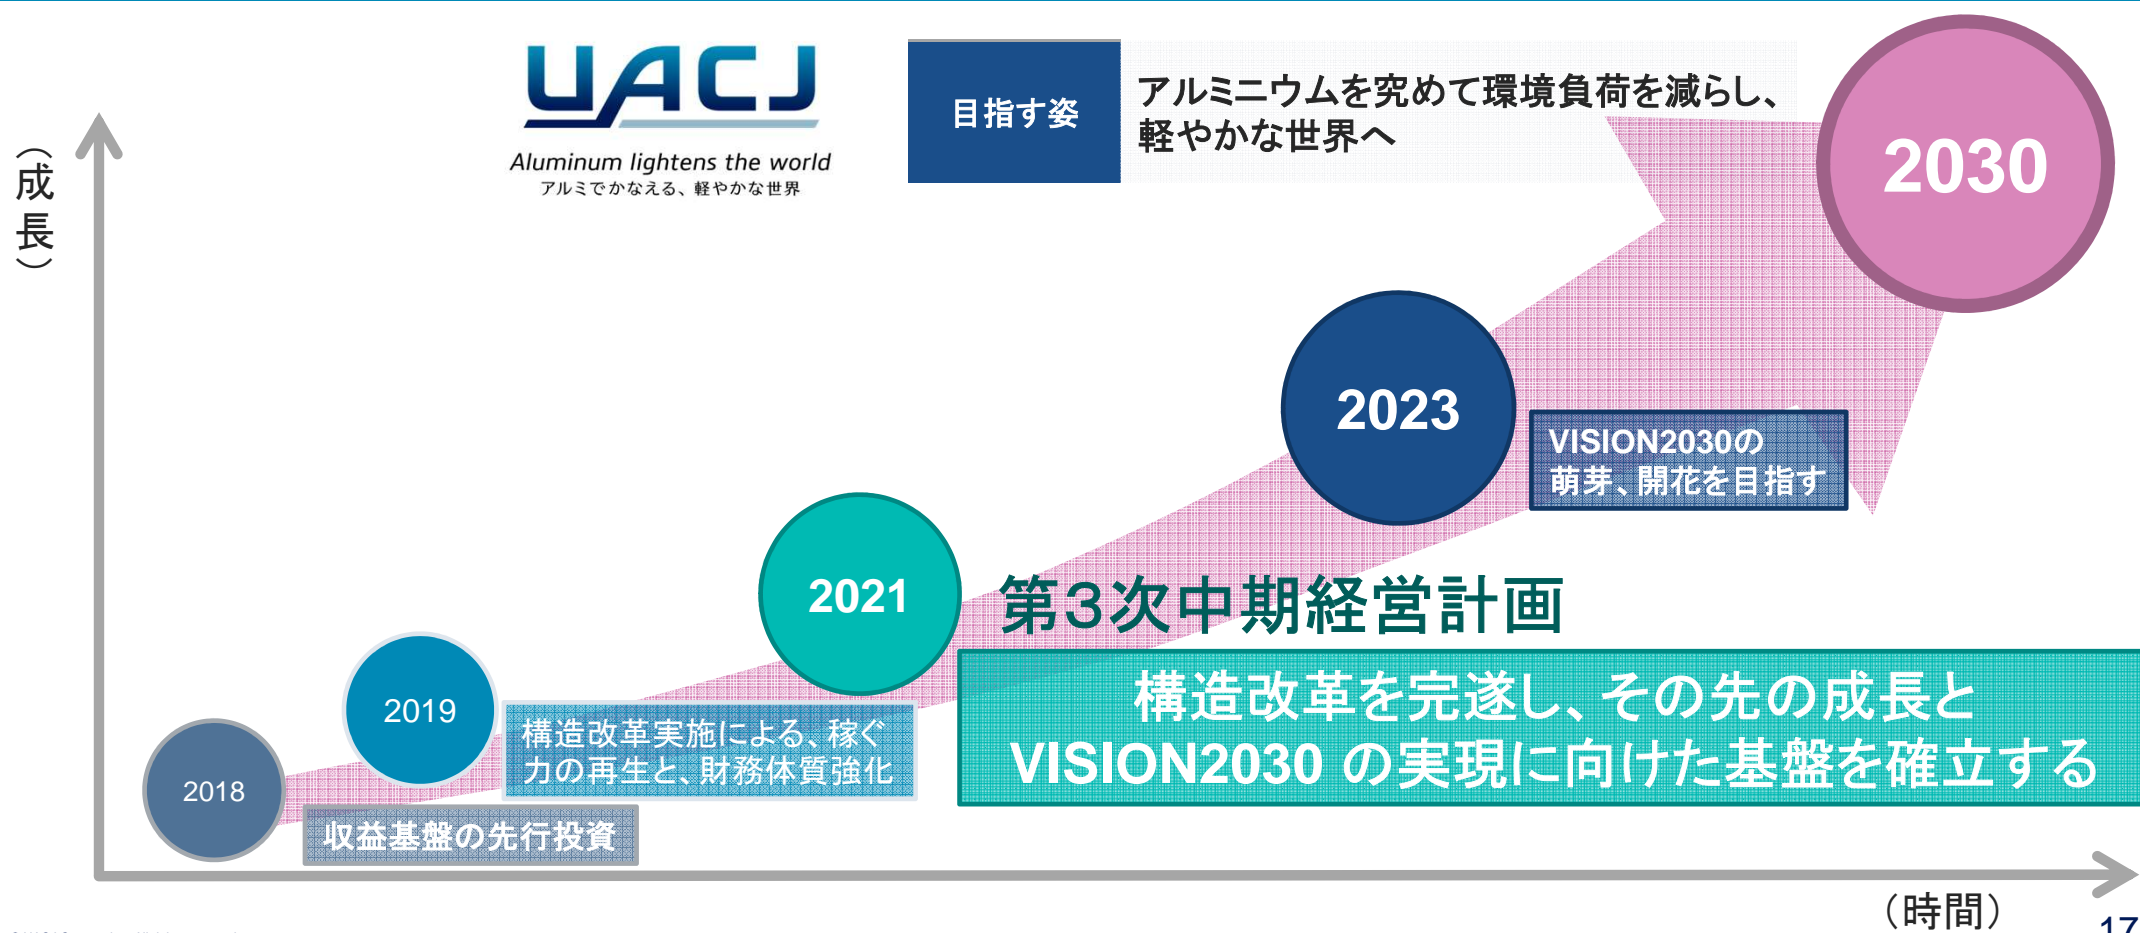 UACJ
Aluminum lightens the world
アルミでかなえる、軽やかな世界
目指す姿
アルミニウムを究めて環境負荷を減らし、
軽やかな世界へ
2030
（成長）
2023
VISION2030の
萌芽、開花を目指す
2021
第３次中期経営計画
構造改革を完遂し、その先の成長と
VISION2030 の実現に向けた基盤を確立する
2019
構造改革実施による、稼ぐ
力の再生と、財務体質強化
2018
収益基盤の先行投資
（時間）
17